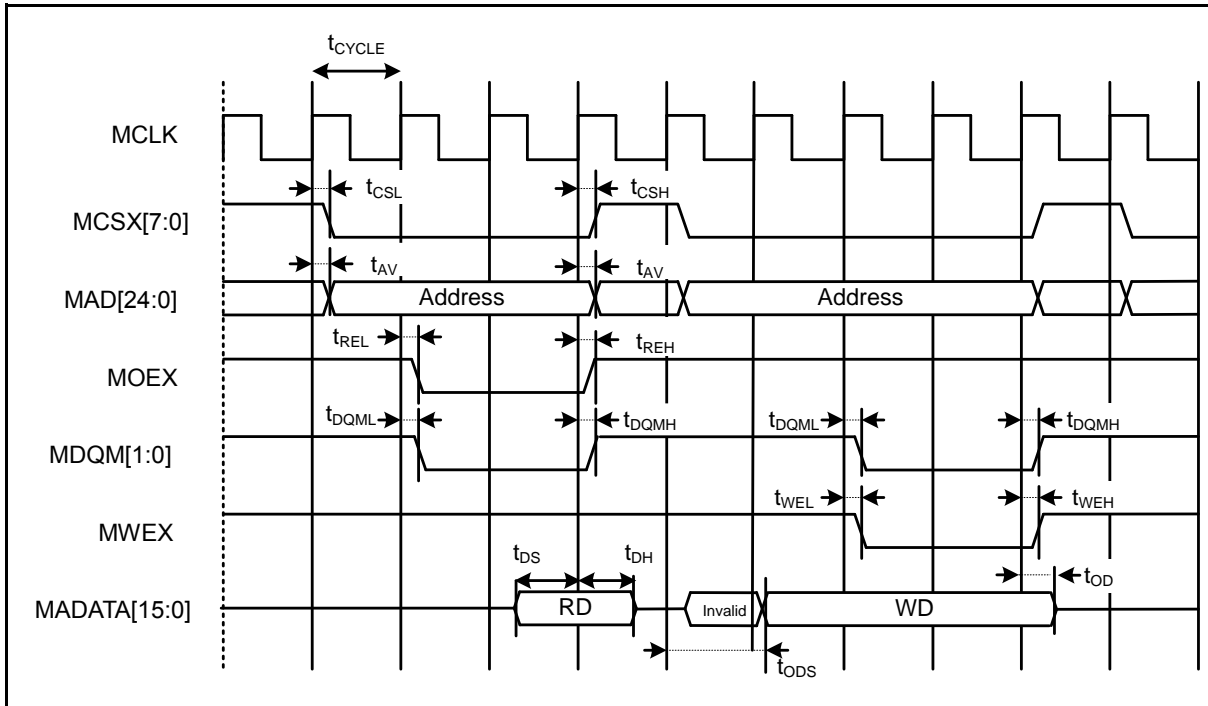 tCYCLE
MCLK
tCSL
tCSH
MCSX[7:0]
tAV
tAV
MAD[24:0]
Address
Address
tREL
tREH
MOEX
tDQML
tDQMH
tDQML
tDQMH
MDQM[1:0]
tWEL
tWEH
MWEX
tDS
tDH
tOD
MADATA[15:0]
RD
Invalid
WD
tODS